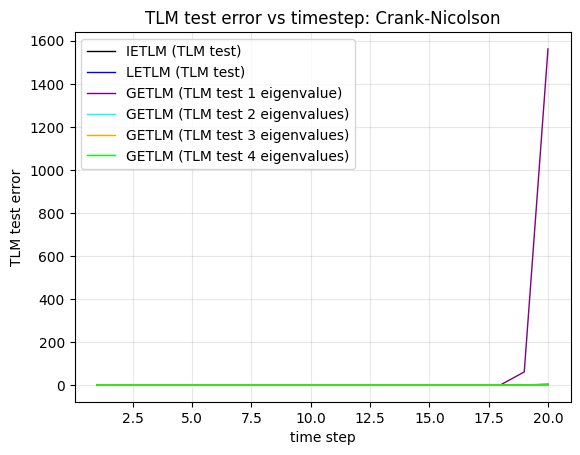 TLM test error vs timestep: Crank-Nicolson
IETLM (TLM test)
LETLM (TLM test)
GETLM (TLM test 1 eigenvalue)
GETLM (TLM test 2 eigenvalues)
GETLM (TLM test 3 eigenvalues)
GETLM (TLM test 4 eigenvalues)
TLM test error
1600
1400
1200
1000
800
600
400
200
0
2.5 5.0 7.5 10.0 12.5 15.0 17.5 20.0
time step